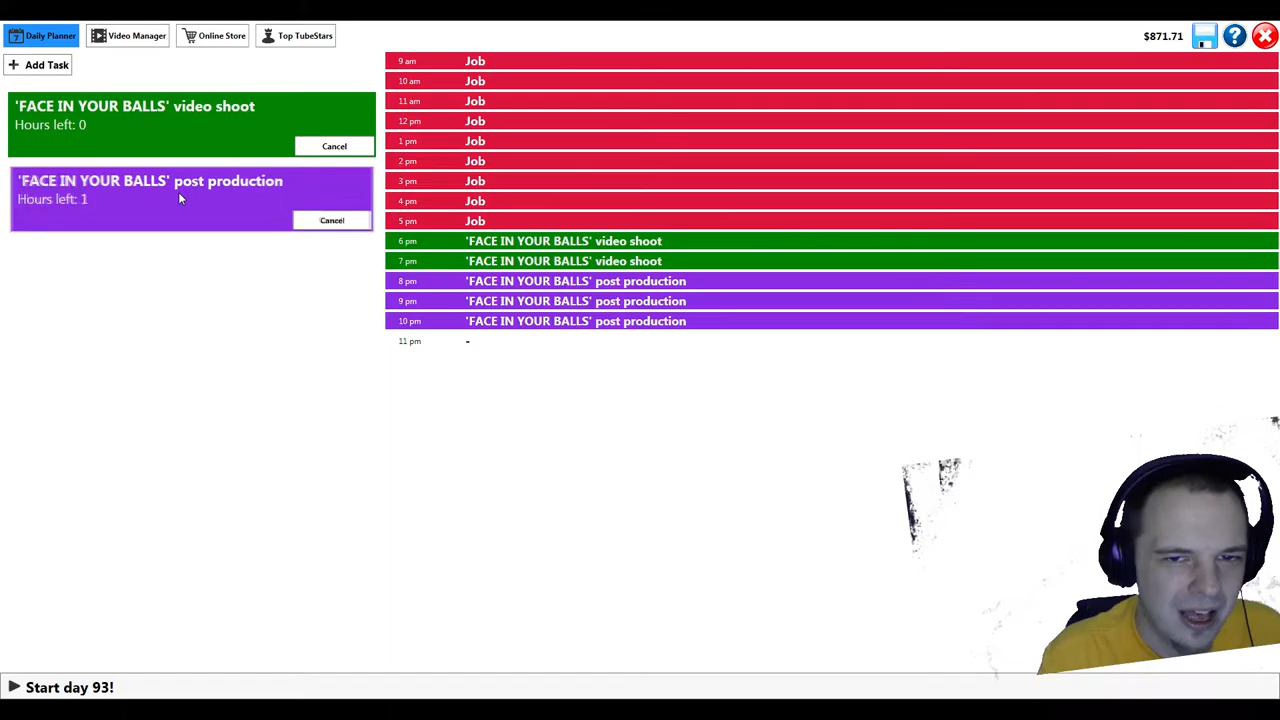 Daily Planner
Video Manager
Online Store
Top TubeStars
$871.71
+ Add Task
'FACE IN YOUR BALLS' video shoot
Hours left: 0
Cancel
'FACE IN YOUR BALLS' post production
Hours left: 1
Cancel
9 am Job
10 am Job
11 am Job
12 pm Job
1 pm Job
2 pm Job
3 pm Job
4 pm Job
5 pm Job
6 pm 'FACE IN YOUR BALLS' video shoot
7 pm 'FACE IN YOUR BALLS' video shoot
8 pm 'FACE IN YOUR BALLS' post production
9 pm 'FACE IN YOUR BALLS' post production
10 pm 'FACE IN YOUR BALLS' post production
11 pm -
Start day 93!